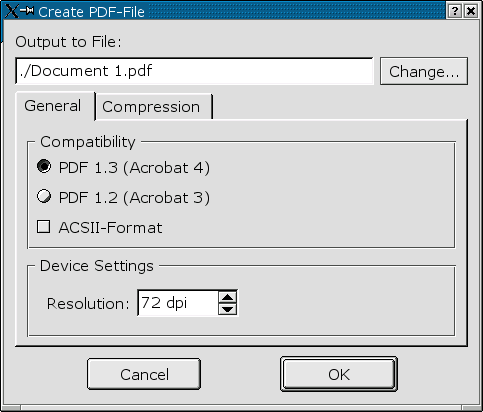 Create PDF-File
Output to File:
./Document 1.pdf
Change...
General
Compression
Compatibility
PDF 1.3 (Acrobat 4)
PDF 1.2 (Acrobat 3)
ACSII-Format
Device Settings
Resolution: 72 dpi
Cancel
OK